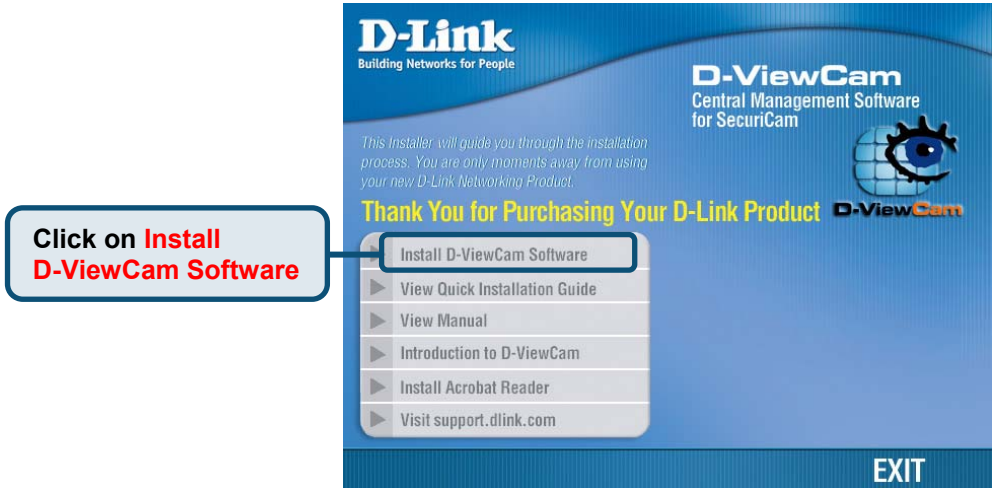 D-Link
Building Networks for People
D-ViewCam
Central Management Software
for SecuriCam
This Installer will guide you through the installation
process. You are only moments away from using
your new D-Link Networking Product.
Thank You for Purchasing Your D-Link Product
D-ViewCam
Click on Install
D-ViewCam Software
Install D-ViewCam Software
View Quick Installation Guide
View Manual
Introduction to D-ViewCam
Install Acrobat Reader
Visit support.dlink.com
EXIT